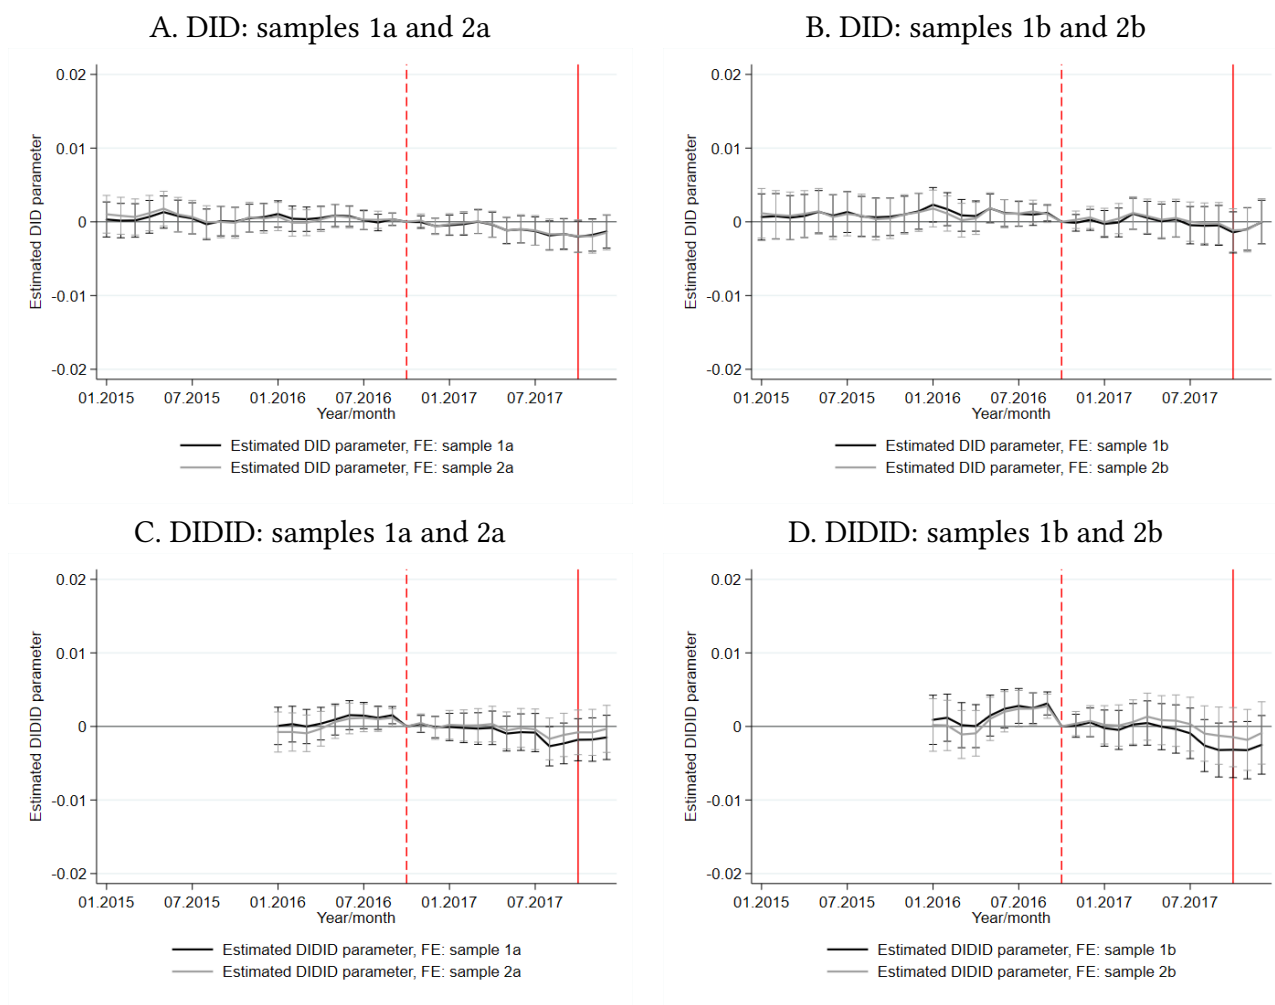 A. DID: samples 1a and 2a
0.02
0.01
0
-0.01
-0.02
Estimated DID parameter
01.2015 07.2015 01.2016 07.2016 01.2017 07.2017
Year/month
Estimated DID parameter, FE: sample 1a
Estimated DID parameter, FE: sample 2a
B. DID: samples 1b and 2b
0.02
0.01
0
-0.01
-0.02
Estimated DID parameter
01.2015 07.2015 01.2016 07.2016 01.2017 07.2017
Year/month
Estimated DID parameter, FE: sample 1b
Estimated DID parameter, FE: sample 2b
C. DIDID: samples 1a and 2a
0.02
0.01
0
-0.01
-0.02
Estimated DIDID parameter
01.2015 07.2015 01.2016 07.2016 01.2017 07.2017
Year/month
Estimated DIDID parameter, FE: sample 1a
Estimated DIDID parameter, FE: sample 2a
D. DIDID: samples 1b and 2b
0.02
0.01
0
-0.01
-0.02
Estimated DIDID parameter
01.2015 07.2015 01.2016 07.2016 01.2017 07.2017
Year/month
Estimated DIDID parameter, FE: sample 1b
Estimated DIDID parameter, FE: sample 2b